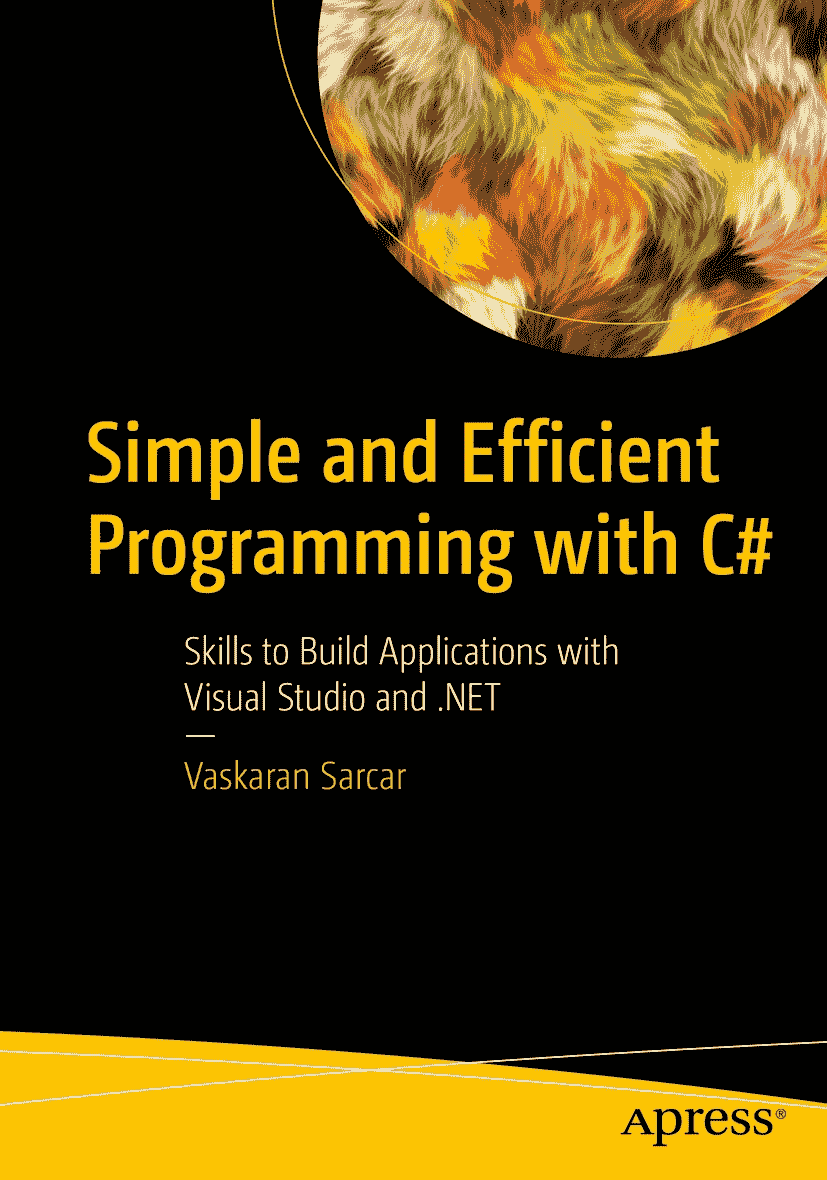 Simple and Efficient
Programming with C#
Skills to Build Applications with
Visual Studio and .NET
—
Vaskaran Sarcar
Apress®